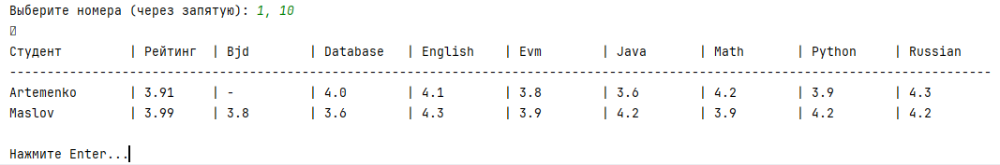 Выберите номера (через запятую): 1, 10
Студент | Рейтинг | Bjd | Database | English | Evm | Java | Math | Python | Russian
-----------------------------------------------------------------------------------------------------------------------------------
Artemenko | 3.91 | - | 4.0 | 4.1 | 3.8 | 3.6 | 4.2 | 3.9 | 4.3
Maslov | 3.99 | 3.8 | 3.6 | 4.3 | 3.9 | 4.2 | 3.9 | 4.2 | 4.2
Нажмите Enter...